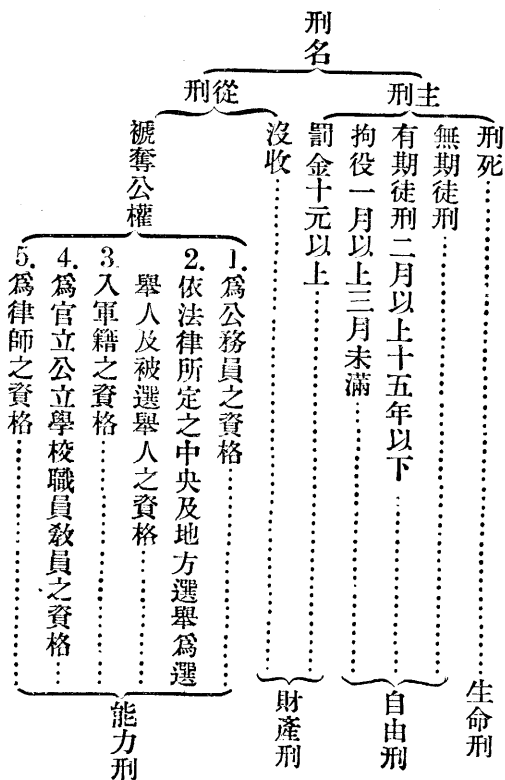 刑名
主刑
刑死……生命刑
無期徒刑……
有期徒刑二月以上十五年以下……
拘役一月以上三月未滿……
自由刑
罰金十元以上……
從刑
沒收……
財產刑
褫奪公權
1.爲公務員之資格……
2.依法律所定之中央及地方選舉爲選
舉人及被選舉人之資格……
3.入軍籍之資格……
4.爲官立公立學校職員敎員之資格……
5.爲律師之資格……
能力刑